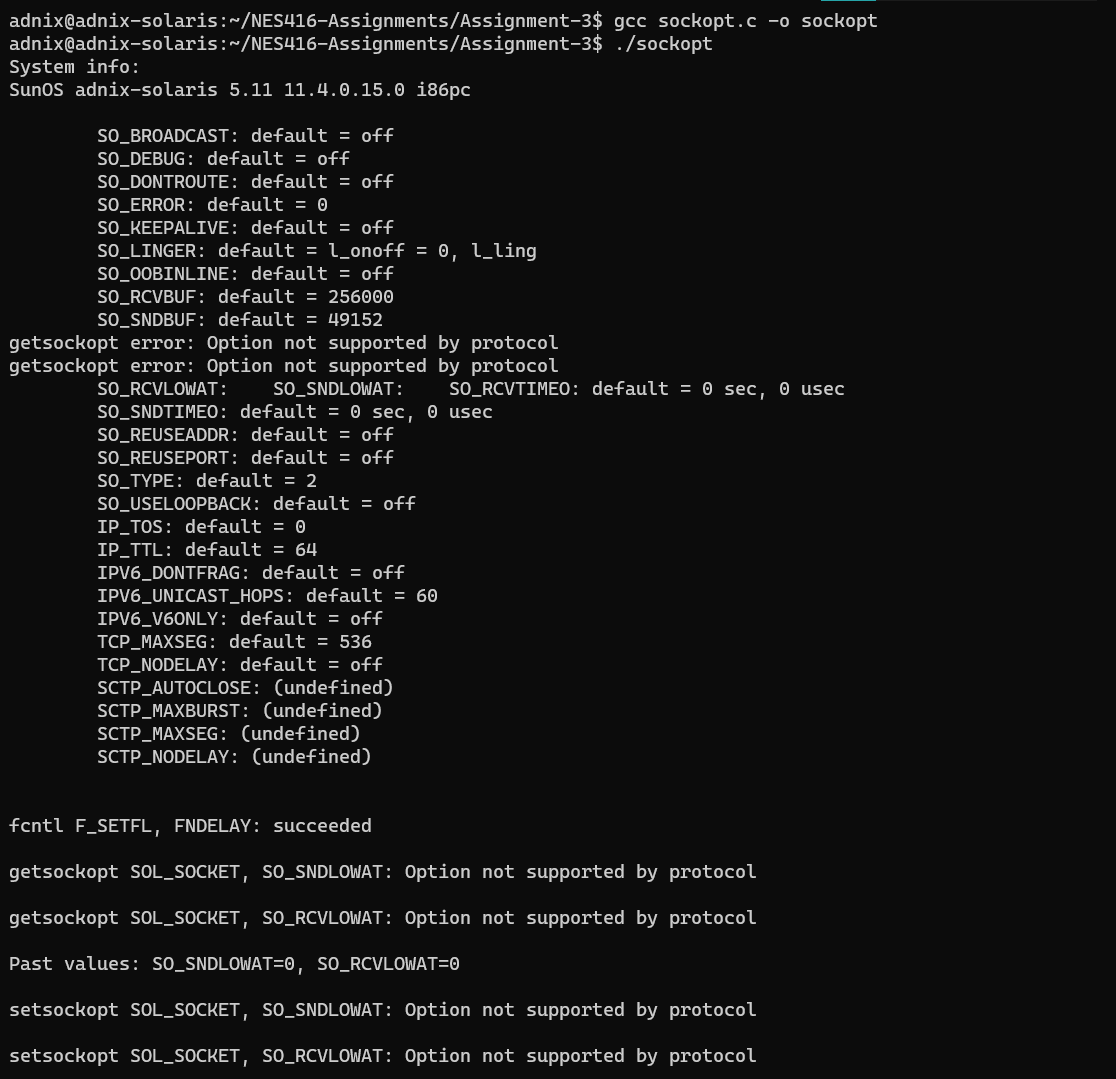 adnix@adnix-solaris:~/NES416-Assignments/Assignment-3$ gcc sockopt.c -o sockopt
adnix@adnix-solaris:~/NES416-Assignments/Assignment-3$ ./sockopt
System info:
SunOS adnix-solaris 5.11 11.4.0.15.0 i86pc
SO_BROADCAST: default = off
SO_DEBUG: default = off
SO_DONTROUTE: default = off
SO_ERROR: default = 0
SO_KEEPALIVE: default = off
SO_LINGER: default = l_onoff = 0, l_ling
SO_OOBINLINE: default = off
SO_RCVBUF: default = 256000
SO_SNDBUF: default = 49152
getsockopt error: Option not supported by protocol
getsockopt error: Option not supported by protocol
SO_RCVLOWAT:    SO_SNDLOWAT:    SO_RCVTIMEO: default = 0 sec, 0 usec
SO_SNDTIMEO: default = 0 sec, 0 usec
SO_REUSEADDR: default = off
SO_REUSEPORT: default = off
SO_TYPE: default = 2
SO_USELOOPBACK: default = off
IP_TOS: default = 0
IP_TTL: default = 64
IPV6_DONTFRAG: default = off
IPV6_UNICAST_HOPS: default = 60
IPV6_V6ONLY: default = off
TCP_MAXSEG: default = 536
TCP_NODELAY: default = off
SCTP_AUTOCLOSE: (undefined)
SCTP_MAXBURST: (undefined)
SCTP_MAXSEG: (undefined)
SCTP_NODELAY: (undefined)
fcntl F_SETFL, FNDELAY: succeeded
getsockopt SOL_SOCKET, SO_SNDLOWAT: Option not supported by protocol
getsockopt SOL_SOCKET, SO_RCVLOWAT: Option not supported by protocol
Past values: SO_SNDLOWAT=0, SO_RCVLOWAT=0
setsockopt SOL_SOCKET, SO_SNDLOWAT: Option not supported by protocol
setsockopt SOL_SOCKET, SO_RCVLOWAT: Option not supported by protocol